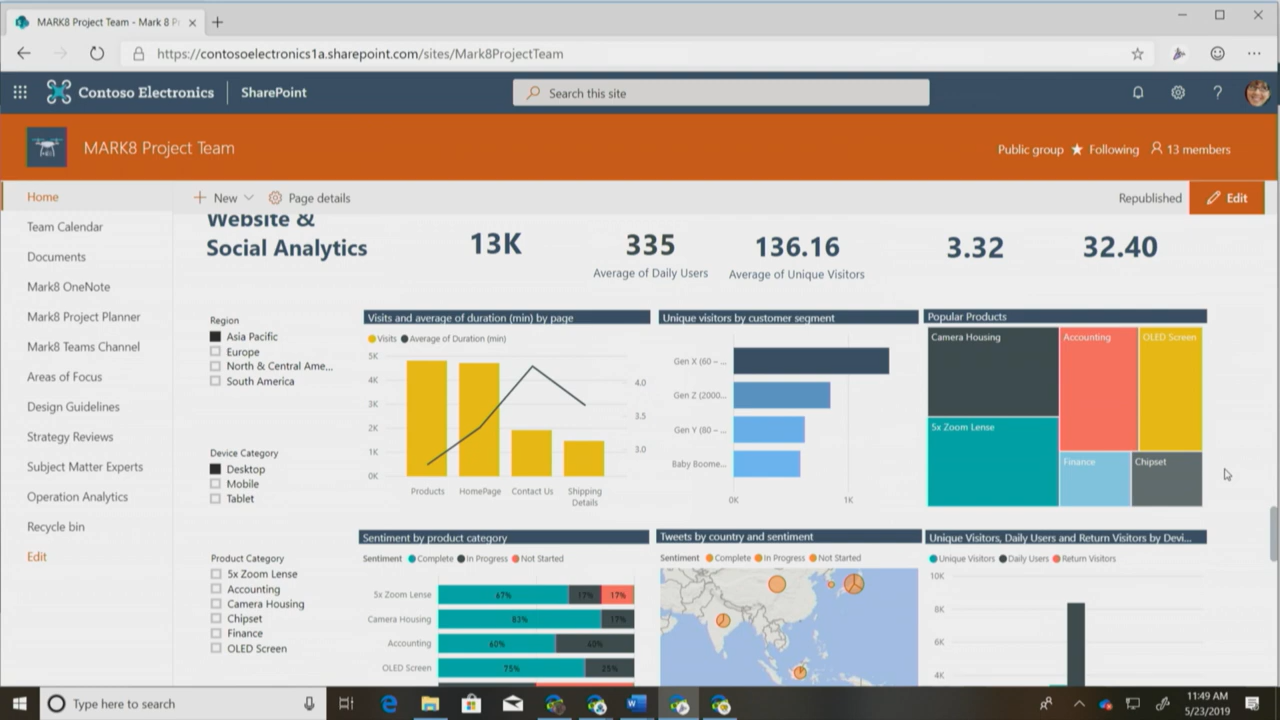 MARK8 Project Team - Mark 8 P
https://contosoelectronics1a.sharepoint.com/sites/Mark8ProjectTeam
Contoso Electronics
SharePoint
Search this site
?
MARK8 Project Team
Public group ★ Following 13 members
Home
Team Calendar
Documents
Mark8 OneNote
Mark8 Project Planner
Mark8 Teams Channel
Areas of Focus
Design Guidelines
Strategy Reviews
Subject Matter Experts
Operation Analytics
Recycle bin
Edit
+ New
Page details
Republished
Edit
Website &
Social Analytics
13K
335
Average of Daily Users
136.16
Average of Unique Visitors
3.32
32.40
Region
Asia Pacific
Europe
North & Central Ame...
South America
Device Category
Desktop
Mobile
Tablet
Product Category
5x Zoom Lense
Accounting
Camera Housing
Chipset
Finance
OLED Screen
Visits and average of duration (min) by page
Visits Average of Duration (min)
5K
4K
3K
2K
1K
0K
4.0
3.5
3.0
Products HomePage Contact Us Shipping
Details
Unique visitors by customer segment
Gen X (60 – ...
Gen Z (2000...
Gen Y (80 – ...
Baby Boome...
0K 1K
Popular Products
Camera Housing
Accounting
OLED Screen
5x Zoom Lense
Finance
Chipset
Sentiment by product category
Sentiment Complete In Progress Not Started
5x Zoom Lense 67% 17% 17%
Camera Housing 83% 17%
Accounting 60% 40%
OLED Screen 75% 25%
Tweets by country and sentiment
Sentiment Complete In Progress Not Started
Unique Visitors, Daily Users and Return Visitors by Devi...
Unique Visitors Daily Users Return Visitors
10K
8K
6K
4K
Type here to search
11:49 AM
5/23/2019